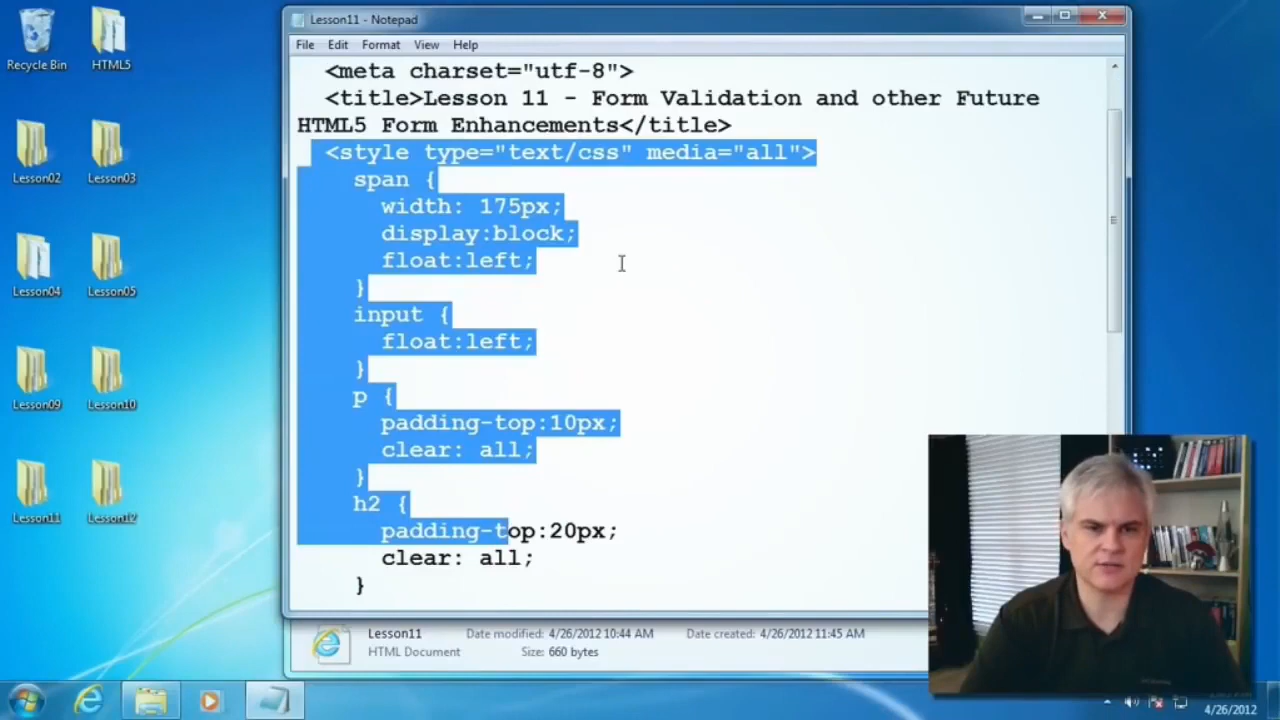 Lesson11 - Notepad
Recycle Bin
HTML5
File Edit Format View Help
<meta charset="utf-8">
<title>Lesson 11 - Form Validation and other Future
HTML5 Form Enhancements</title>
<style type="text/css" media="all">
span {
width: 175px;
display:block;
float:left;
}
input {
float:left;
}
p {
padding-top:10px;
clear: all;
}
h2 {
padding-top:20px;
clear: all;
}
Lesson02
Lesson03
Lesson04
Lesson05
Lesson09
Lesson10
Lesson11
Lesson12
Lesson11 Date modified: 4/26/2012 10:44 AM Date created: 4/26/2012 11:45 AM
HTML Document Size: 660 bytes
4/26/2012